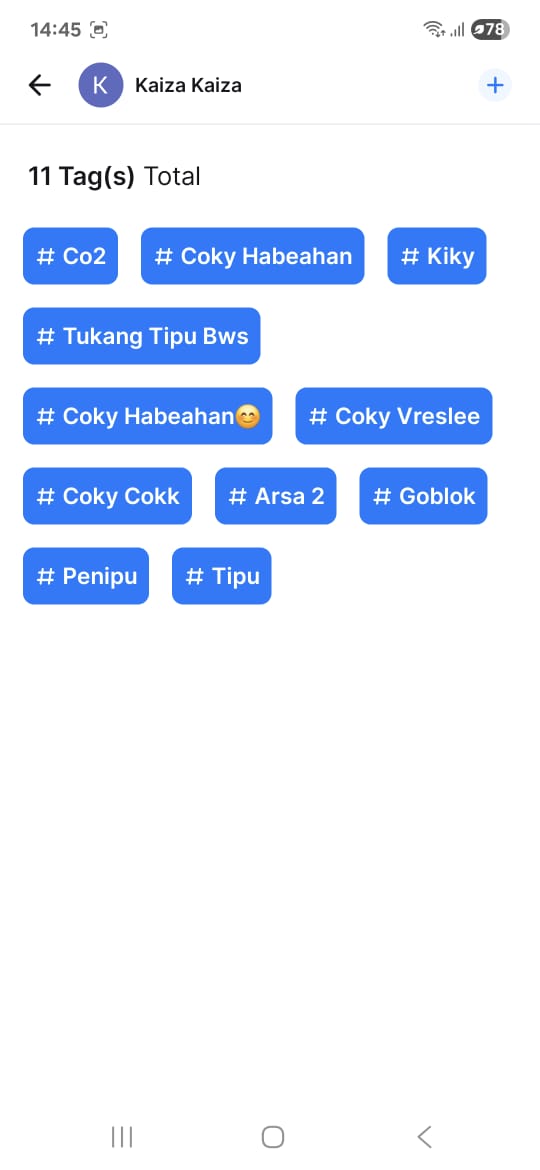 14:45 78
K Kaiza Kaiza +
11 Tag(s) Total
# Co2 # Coky Habeahan # Kiky
# Tukang Tipu Bws
# Coky Habeahan😊 # Coky Vreslee
# Coky Cokk # Arsa 2 # Goblok
# Penipu # Tipu